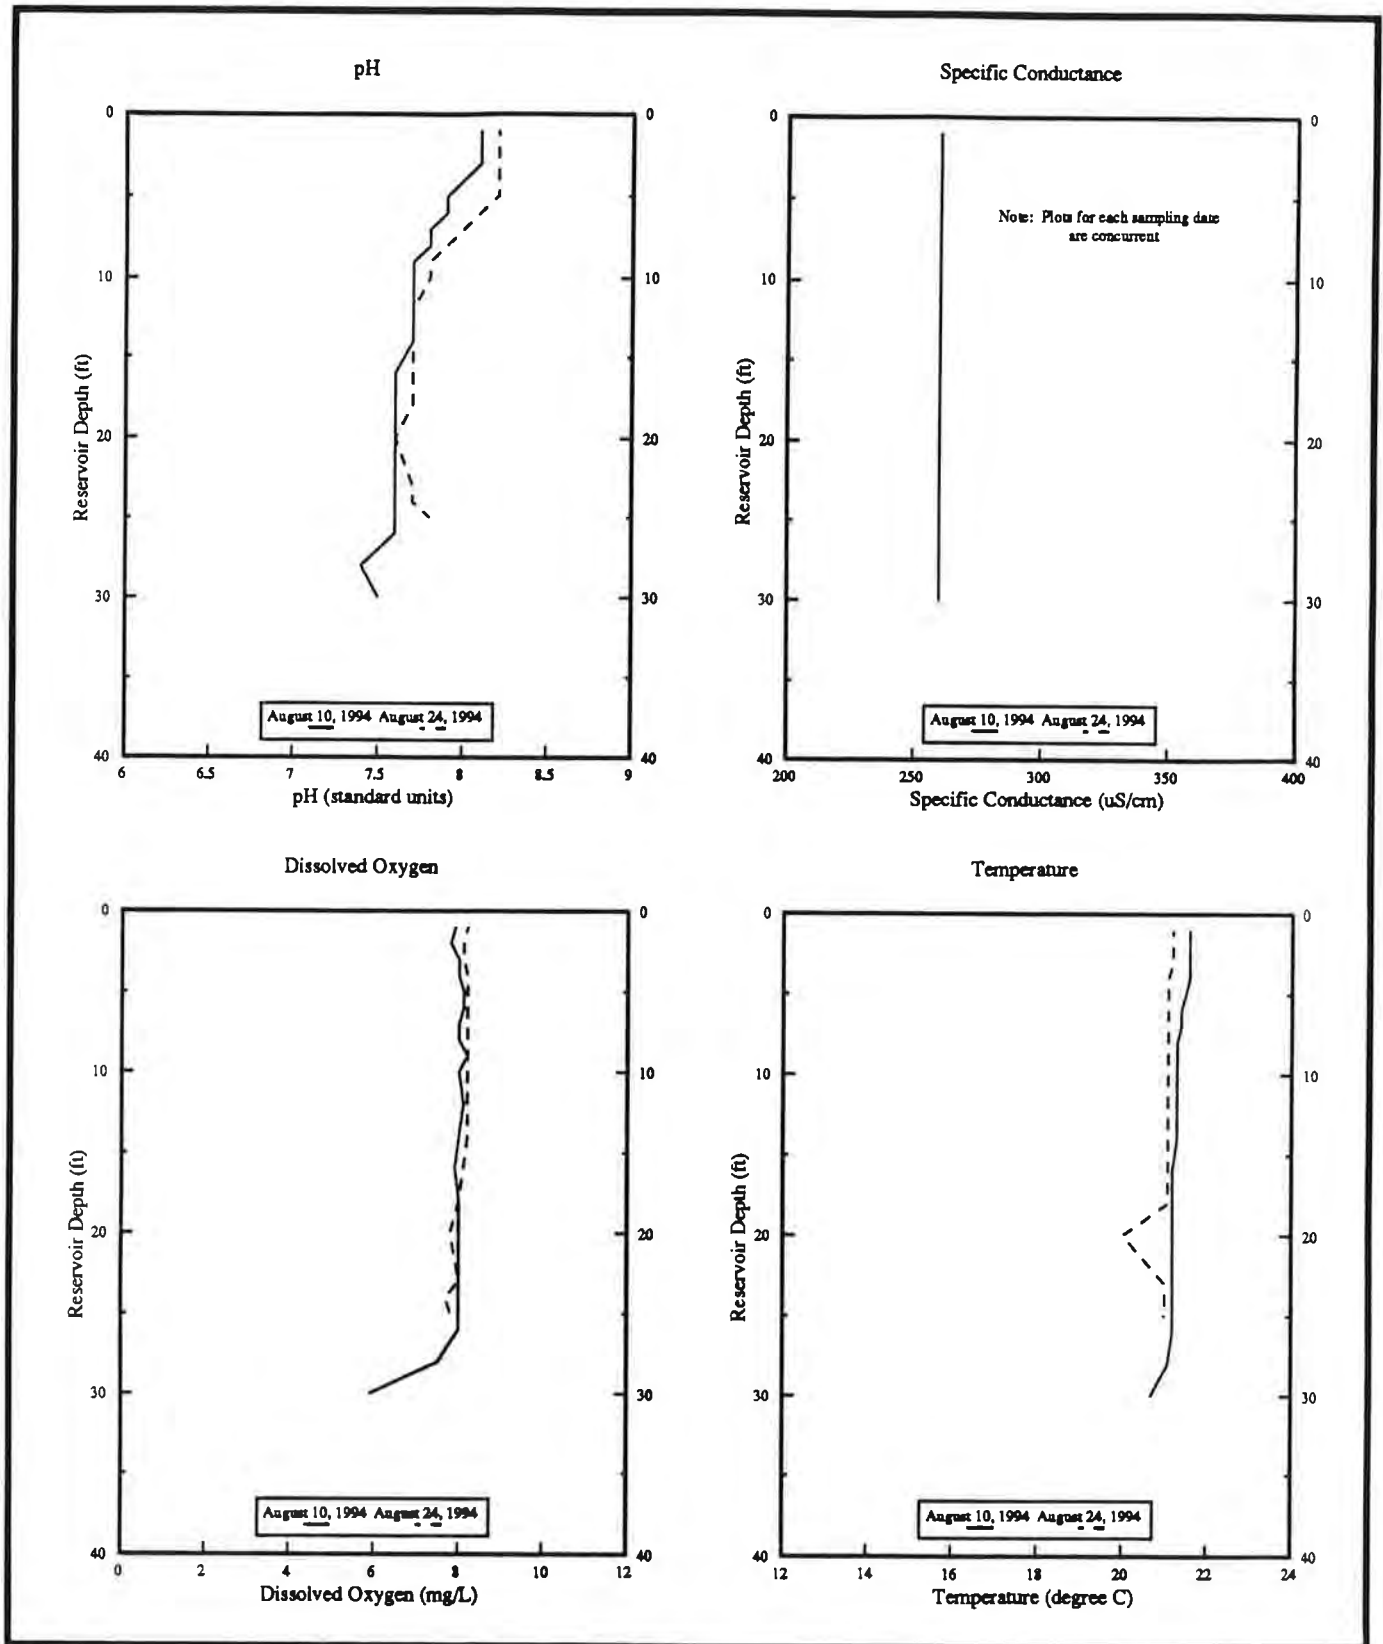 pH
0
10
20
30
40
0
10
20
30
40
Reservoir Depth (ft)
August 10, 1994 August 24, 1994
6 6.5 7 7.5 8 8.5 9
pH (standard units)
Specific Conductance
0
10
20
30
40
0
10
20
30
40
Reservoir Depth (ft)
Note: Plots for each sampling date
are concurrent
August 10, 1994 August 24, 1994
200 250 300 350 400
Specific Conductance (uS/cm)
Dissolved Oxygen
0
10
20
30
40
0
10
20
30
40
Reservoir Depth (ft)
August 10, 1994 August 24, 1994
0 2 4 6 8 10 12
Dissolved Oxygen (mg/L)
Temperature
0
10
20
30
40
0
10
20
30
40
Reservoir Depth (ft)
August 10, 1994 August 24, 1994
12 14 16 18 20 22 24
Temperature (degree C)